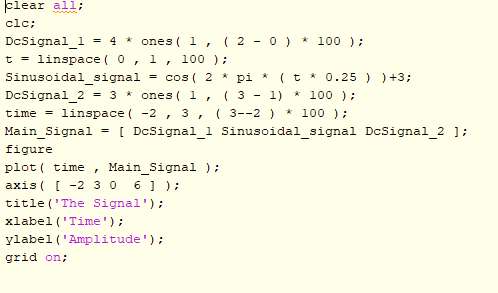 clear all;
clc;
DcSignal_1 = 4 * ones( 1 , ( 2 - 0 ) * 100 );
t = linspace( 0 , 1 , 100 );
Sinusoidal_signal = cos( 2 * pi * ( t * 0.25 ) )+3;
DcSignal_2 = 3 * ones( 1 , ( 3 - 1) * 100 );
time = linspace( -2 , 3 , ( 3--2 ) * 100 );
Main_Signal = [ DcSignal_1 Sinusoidal_signal DcSignal_2 ];
figure
plot( time , Main_Signal );
axis( [ -2 3 0  6 ] );
title('The Signal');
xlabel('Time');
ylabel('Amplitude');
grid on;